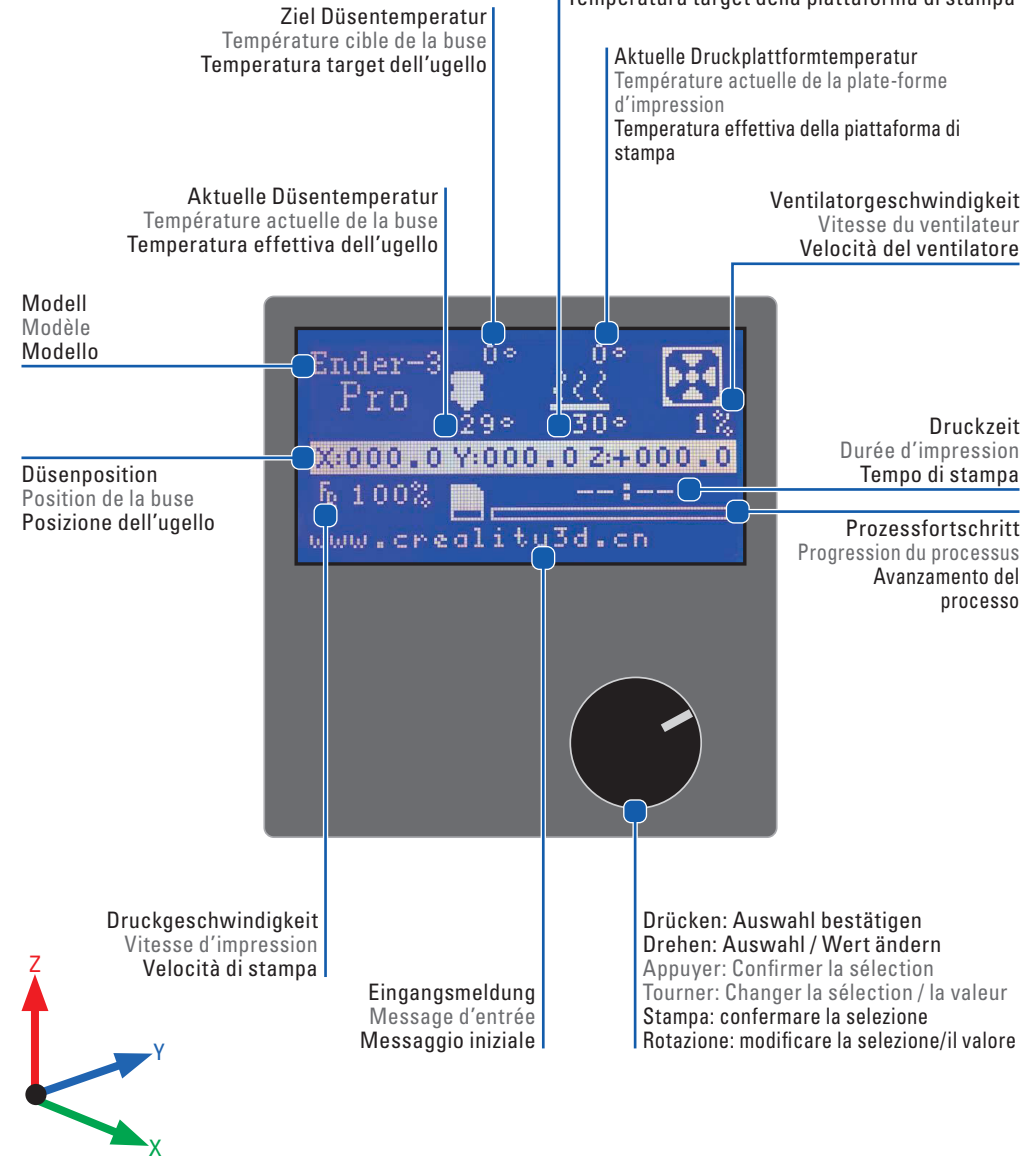 Temperatura target della piattaforma di stampa
Ziel Düsentemperatur
Température cible de la buse
Temperatura target dell'ugello
Aktuelle Druckplattformtemperatur
Température actuelle de la plate-forme
d'impression
Temperatura effettiva della piattaforma di
stampa
Aktuelle Düsentemperatur
Température actuelle de la buse
Temperatura effettiva dell'ugello
Ventilatorgeschwindigkeit
Vitesse du ventilateur
Velocità del ventilatore
Modell
Modèle
Modello
Ender-3
Pro
0° 0°
29° 30° 1%
X:000.0 Y:000.0 Z:+000.0
100% --:--
www.creality3d.cn
Düsenposition
Position de la buse
Posizione dell'ugello
Druckzeit
Durée d'impression
Tempo di stampa
Prozessfortschritt
Progression du processus
Avanzamento del
processo
Druckgeschwindigkeit
Vitesse d'impression
Velocità di stampa
Eingangsmeldung
Message d'entrée
Messaggio iniziale
Drücken: Auswahl bestätigen
Drehen: Auswahl / Wert ändern
Appuyer: Confirmer la sélection
Tourner: Changer la sélection / la valeur
Stampa: confermare la selezione
Rotazione: modificare la selezione/il valore
Z
Y
X